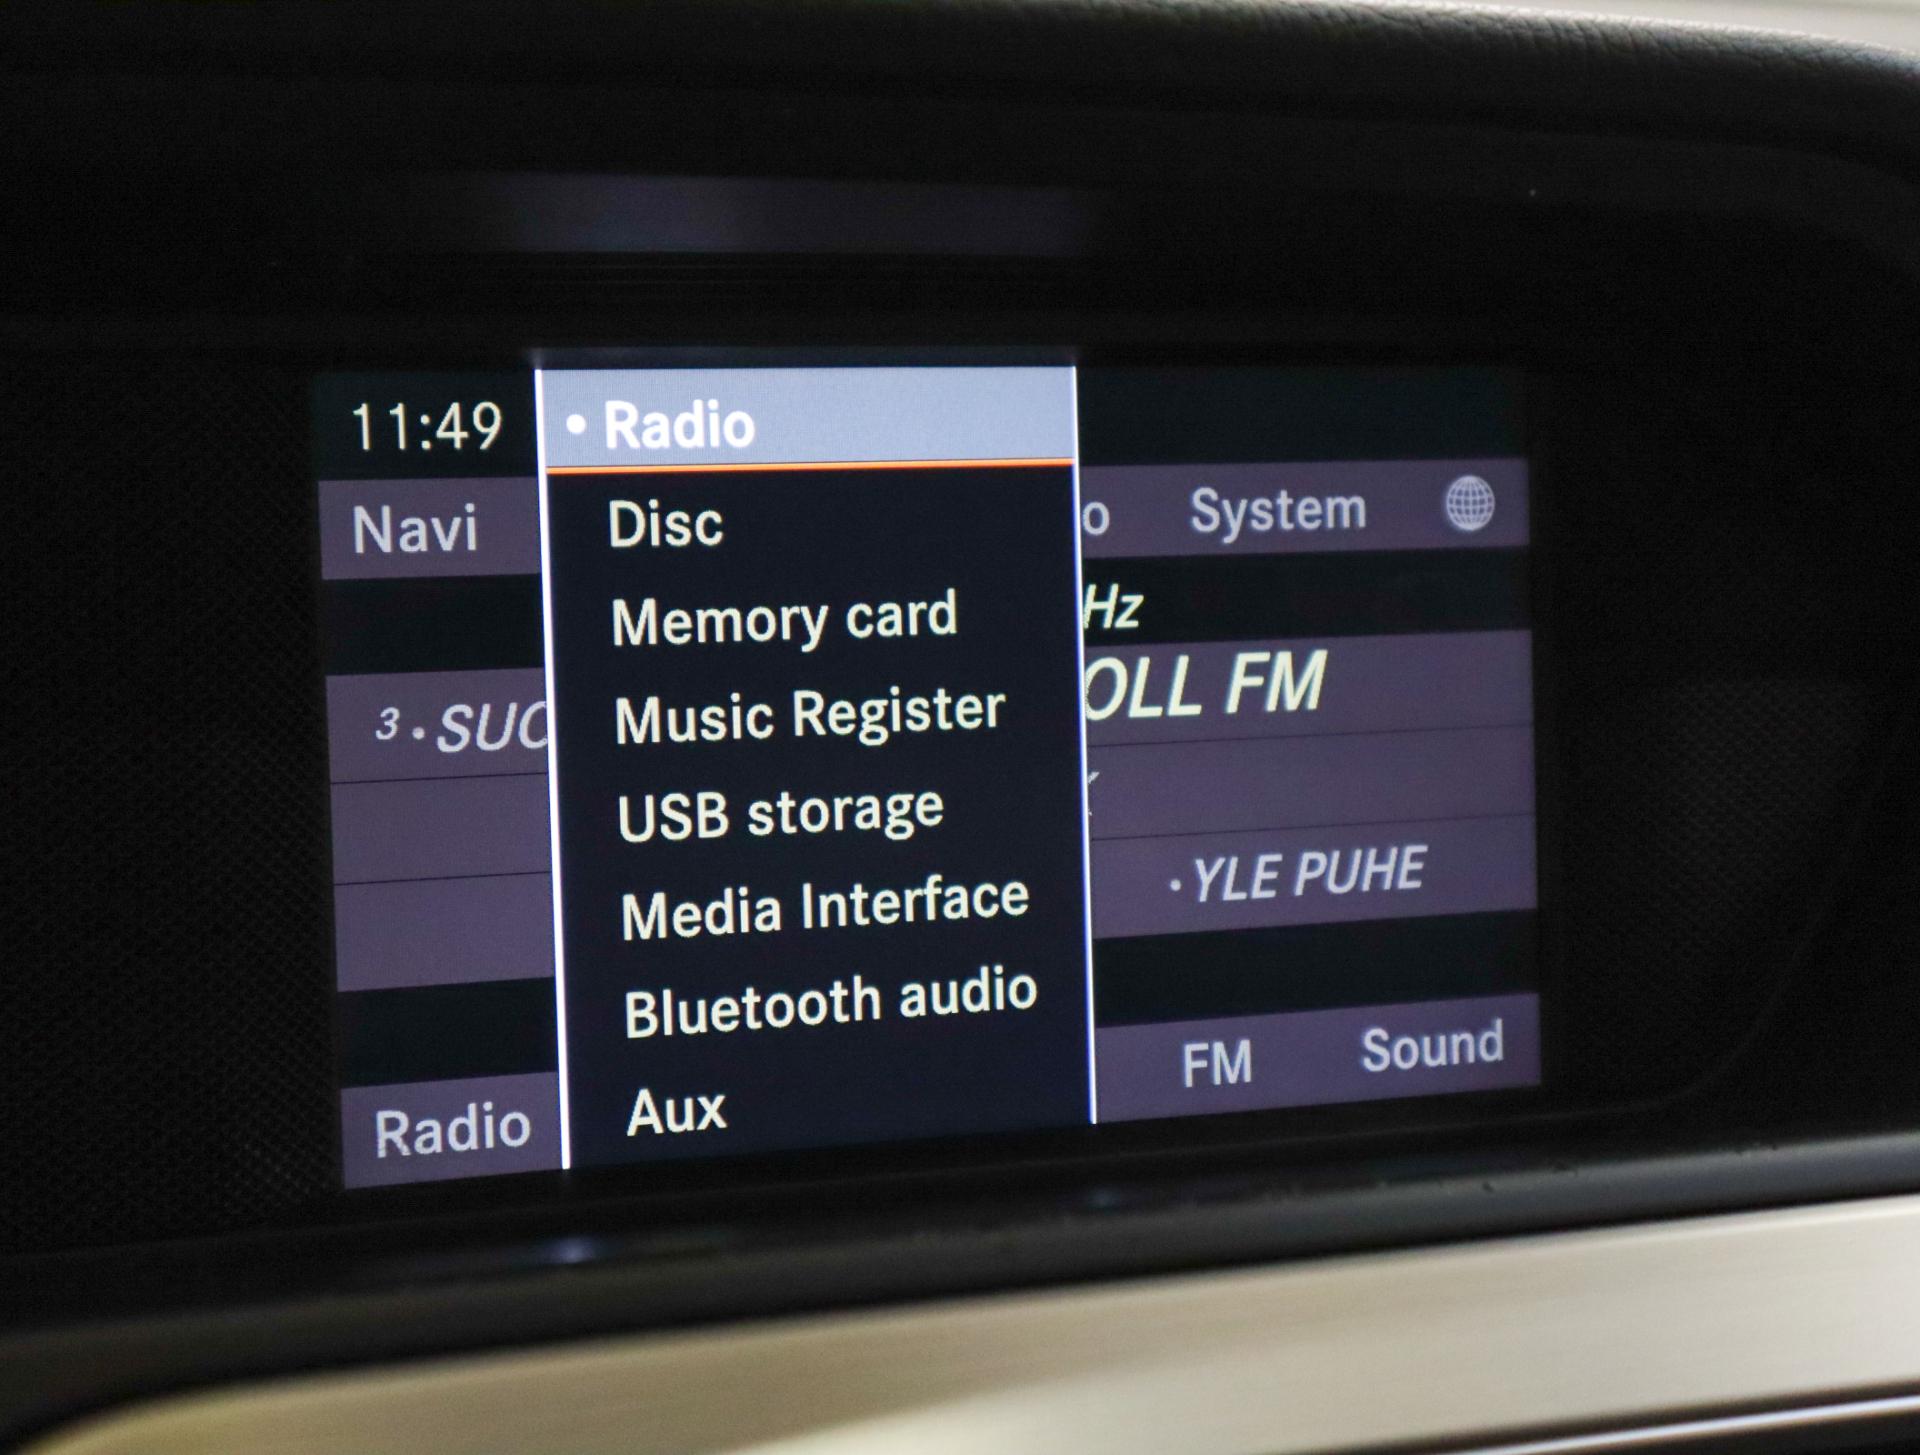 11:49
• Radio
Navi
Disc
System
Memory card
Hz
3 • SUO
Music Register
OLL FM
USB storage
Media Interface
• YLE PUHE
Bluetooth audio
Radio
Aux
FM
Sound